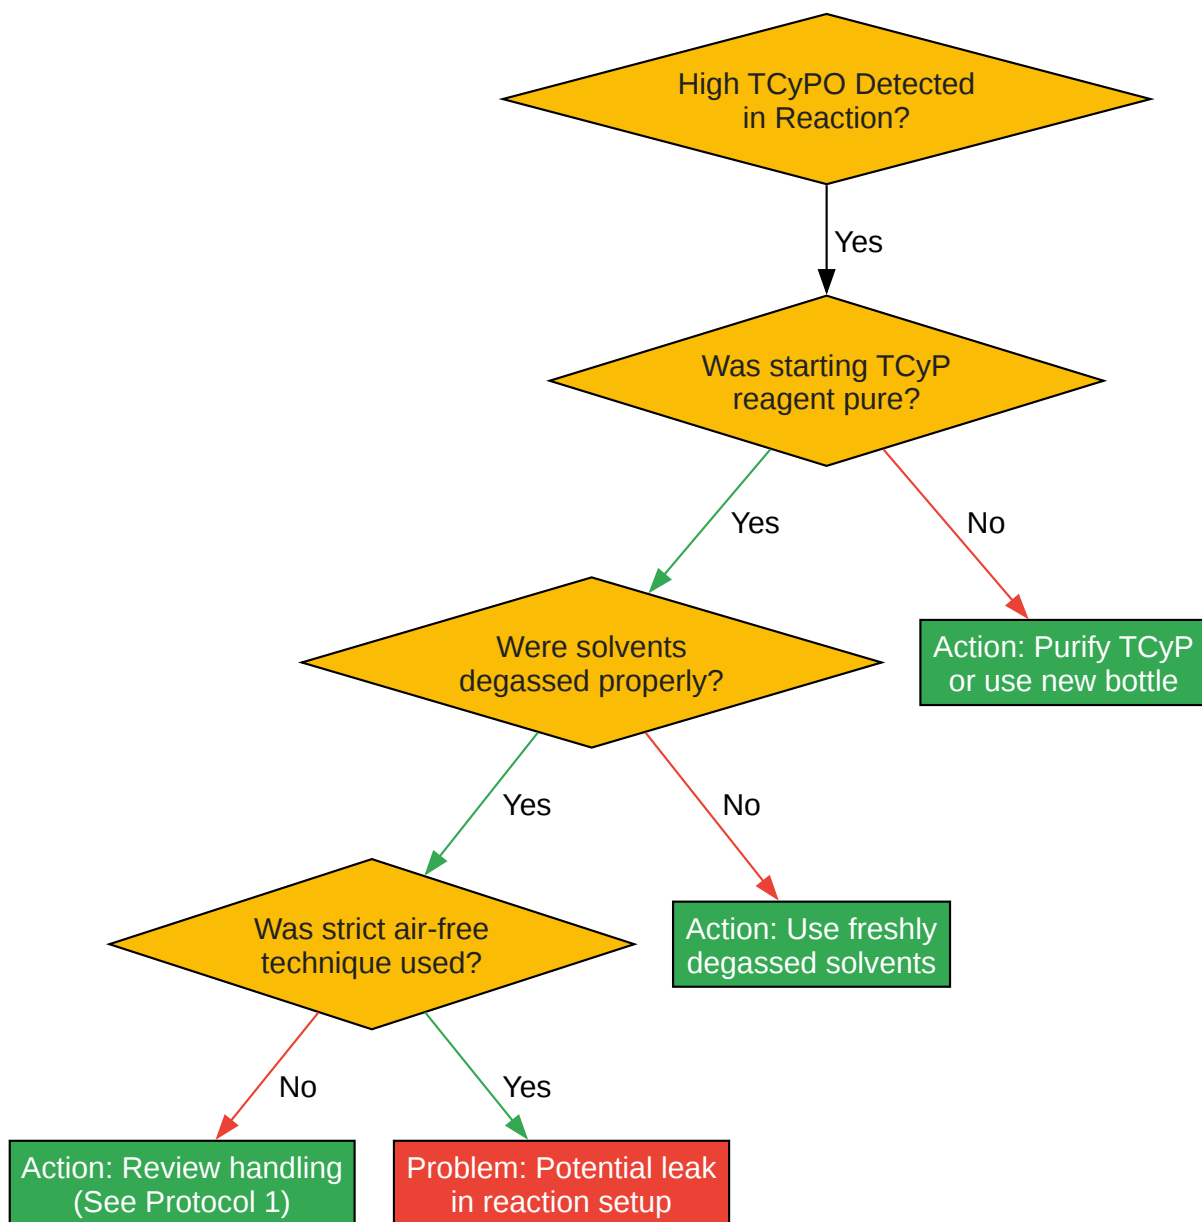 High TCyPO Detected
in Reaction?
Yes
Was starting TCyP
reagent pure?
Yes
No
Were solvents
degassed properly?
Action: Purify TCyP
or use new bottle
Yes
No
Was strict air-free
technique used?
Action: Use freshly
degassed solvents
No
Yes
Action: Review handling
(See Protocol 1)
Problem: Potential leak
in reaction setup